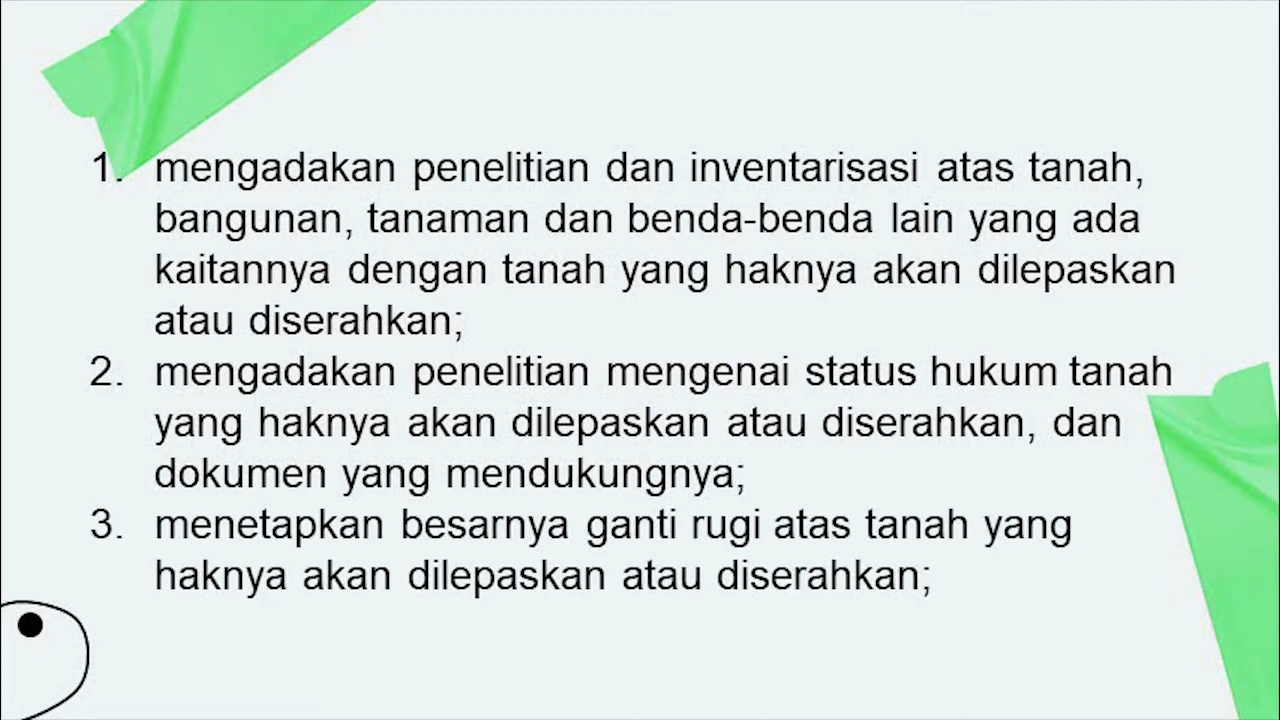 1. mengadakan penelitian dan inventarisasi atas tanah,
bangunan, tanaman dan benda-benda lain yang ada
kaitannya dengan tanah yang haknya akan dilepaskan
atau diserahkan;
2. mengadakan penelitian mengenai status hukum tanah
yang haknya akan dilepaskan atau diserahkan, dan
dokumen yang mendukungnya;
3. menetapkan besarnya ganti rugi atas tanah yang
haknya akan dilepaskan atau diserahkan;